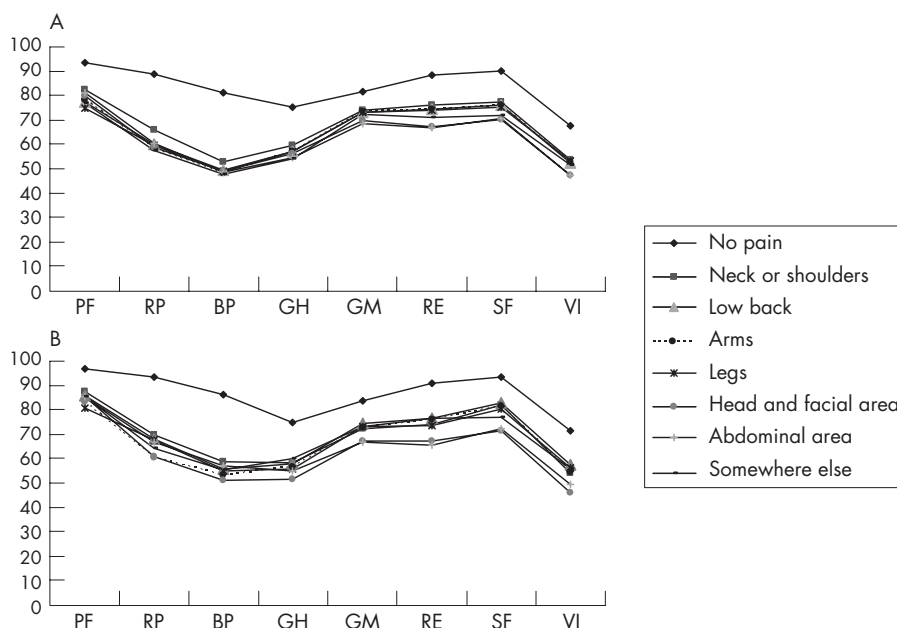 A
100
90
80
70
60
50
40
30
20
10
0
PF RP BP GH GM RE SF VI
B
100
90
80
70
60
50
40
30
20
10
0
PF RP BP GH GM RE SF VI
No pain
Neck or shoulders
Low back
Arms
Legs
Head and facial area
Abdominal area
Somewhere else